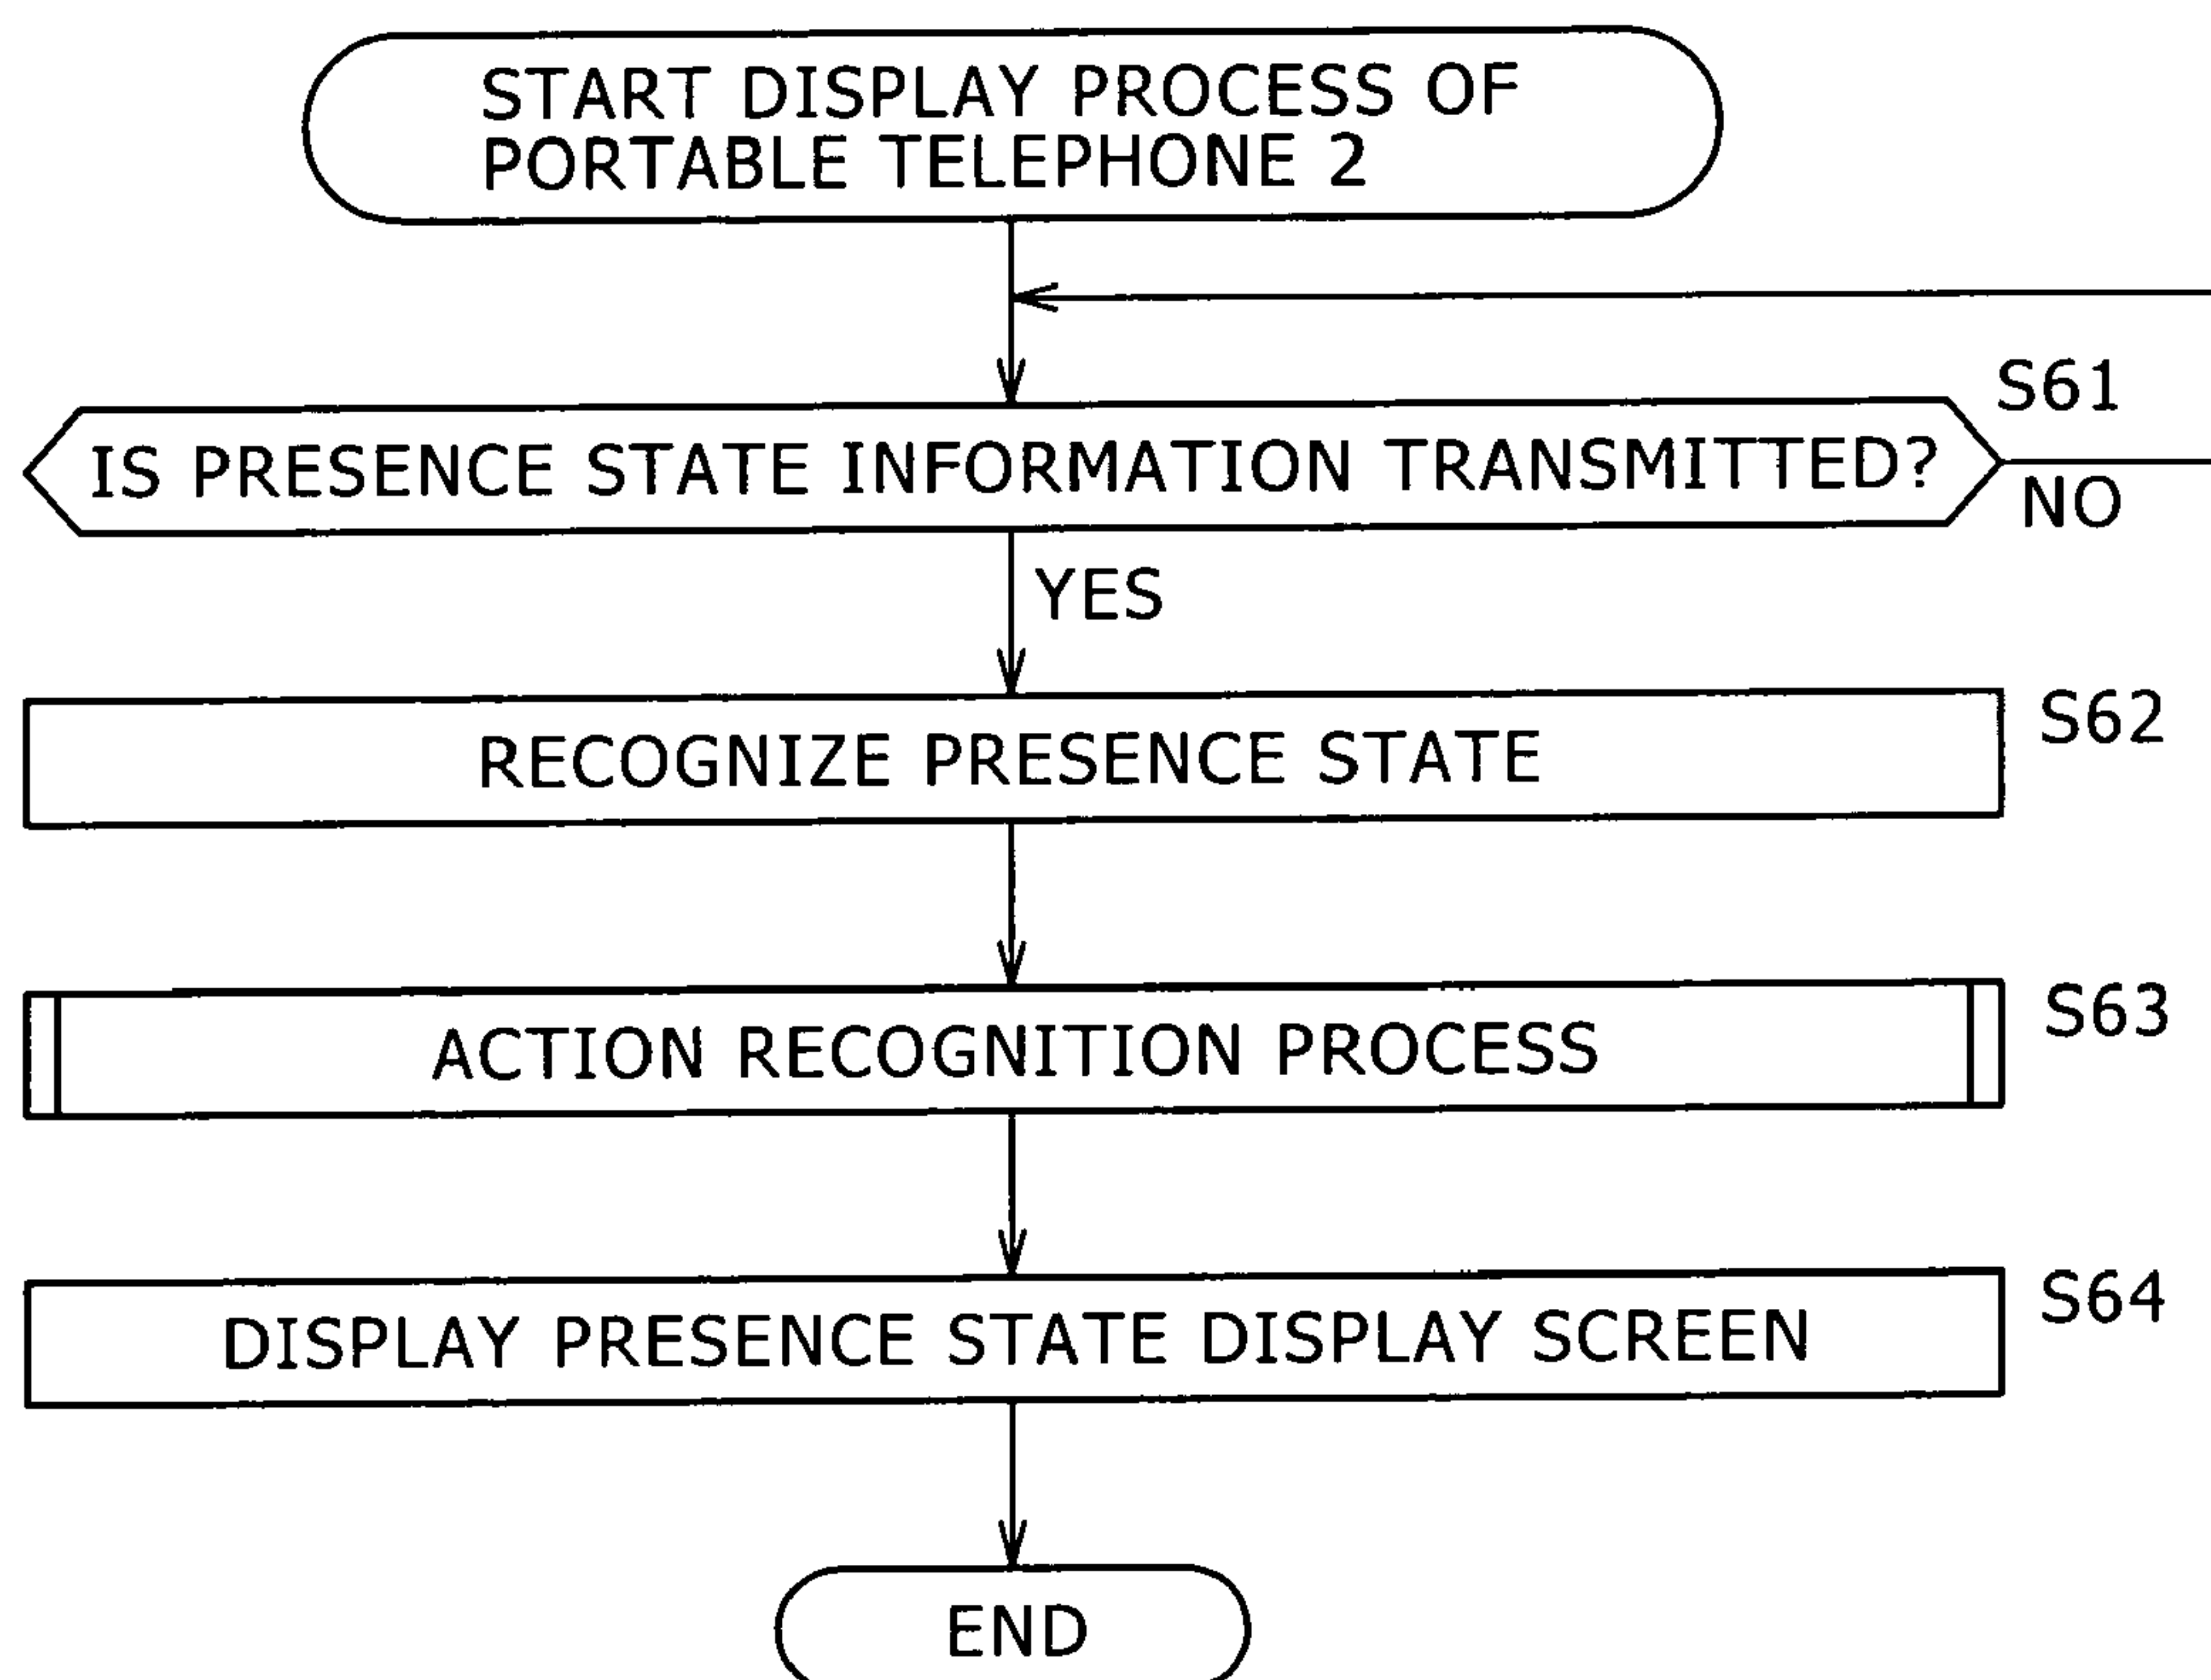 START DISPLAY PROCESS OF
PORTABLE TELEPHONE 2
S61
IS PRESENCE STATE INFORMATION TRANSMITTED?
NO
YES
S62
RECOGNIZE PRESENCE STATE
S63
ACTION RECOGNITION PROCESS
S64
DISPLAY PRESENCE STATE DISPLAY SCREEN
END